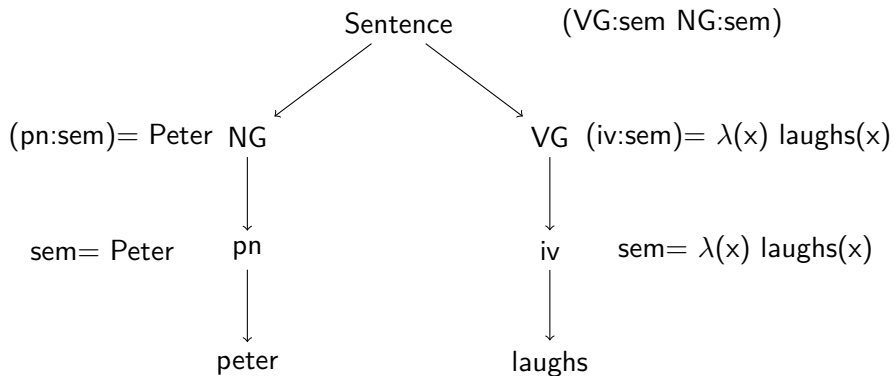 Sentence (VG:sem NG:sem)
(pn:sem)= Peter NG VG (iv:sem)= λ(x) laughs(x)
sem= Peter pn iv sem= λ(x) laughs(x)
peter laughs